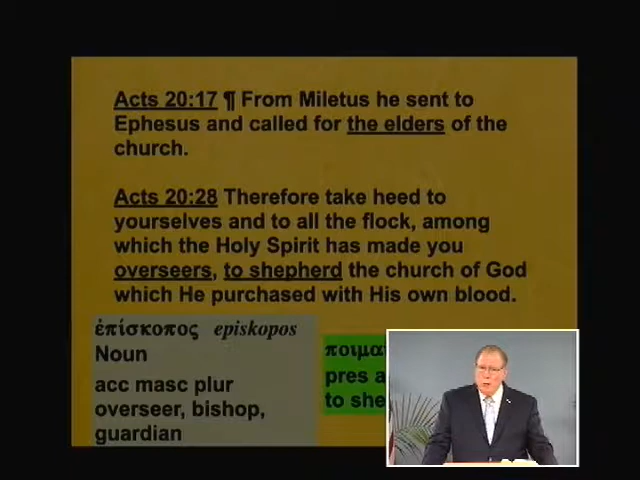 Acts 20:17 ¶ From Miletus he sent to
Ephesus and called for the elders of the
church.
Acts 20:28 Therefore take heed to
yourselves and to all the flock, among
which the Holy Spirit has made you
overseers, to shepherd the church of God
which He purchased with His own blood.
ἐπίσκοπος episkopos
Noun
acc masc plur
overseer, bishop,
guardian
ποιμα
pres a
to she